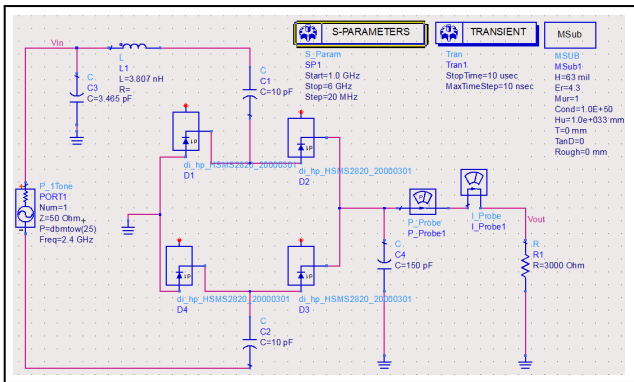 Vin
L
L1
L=3.807 nH
R=
C
C3
C=3.465 pF
C
C1
C=10 pF
S-PARAMETERS
S_Param
SP1
Start=1.0 GHz
Stop=6 GHz
Step=20 MHz
TRANSIENT
Tran
Tran1
StopTime=10 usec
MaxTimeStep=10 nsec
MSub
MSUB
MSub1
H=63 mil
Er=4.3
Mur=1
Cond=1.0E+50
Hu=1.0e+033 mm
T=0 mm
TanD=0
Rough=0 mm
di_hp_HSMS2820_20000301
D1
di_hp_HSMS2820_20000301
D2
P_1Tone
PORT1
Num=1
Z=50 Ohm
P=dbmtow(25)
Freq=2.4 GHz
P_Probe
P_Probe1
I_Probe
I_Probe1
Vout
C
C4
C=150 pF
R
R1
R=3000 Ohm
di_hp_HSMS2820_20000301
D4
di_hp_HSMS2820_20000301
D3
C
C2
C=10 pF